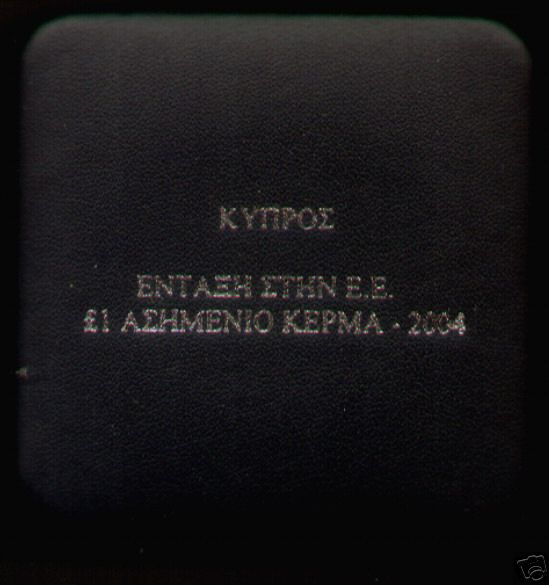 ΚΥΠΡΟΣ
ΕΝΤΑΞΗ ΣΤΗΝ Ε.Ε.
£1 ΑΣΗΜΕΝΙΟ ΚΕΡΜΑ - 2004